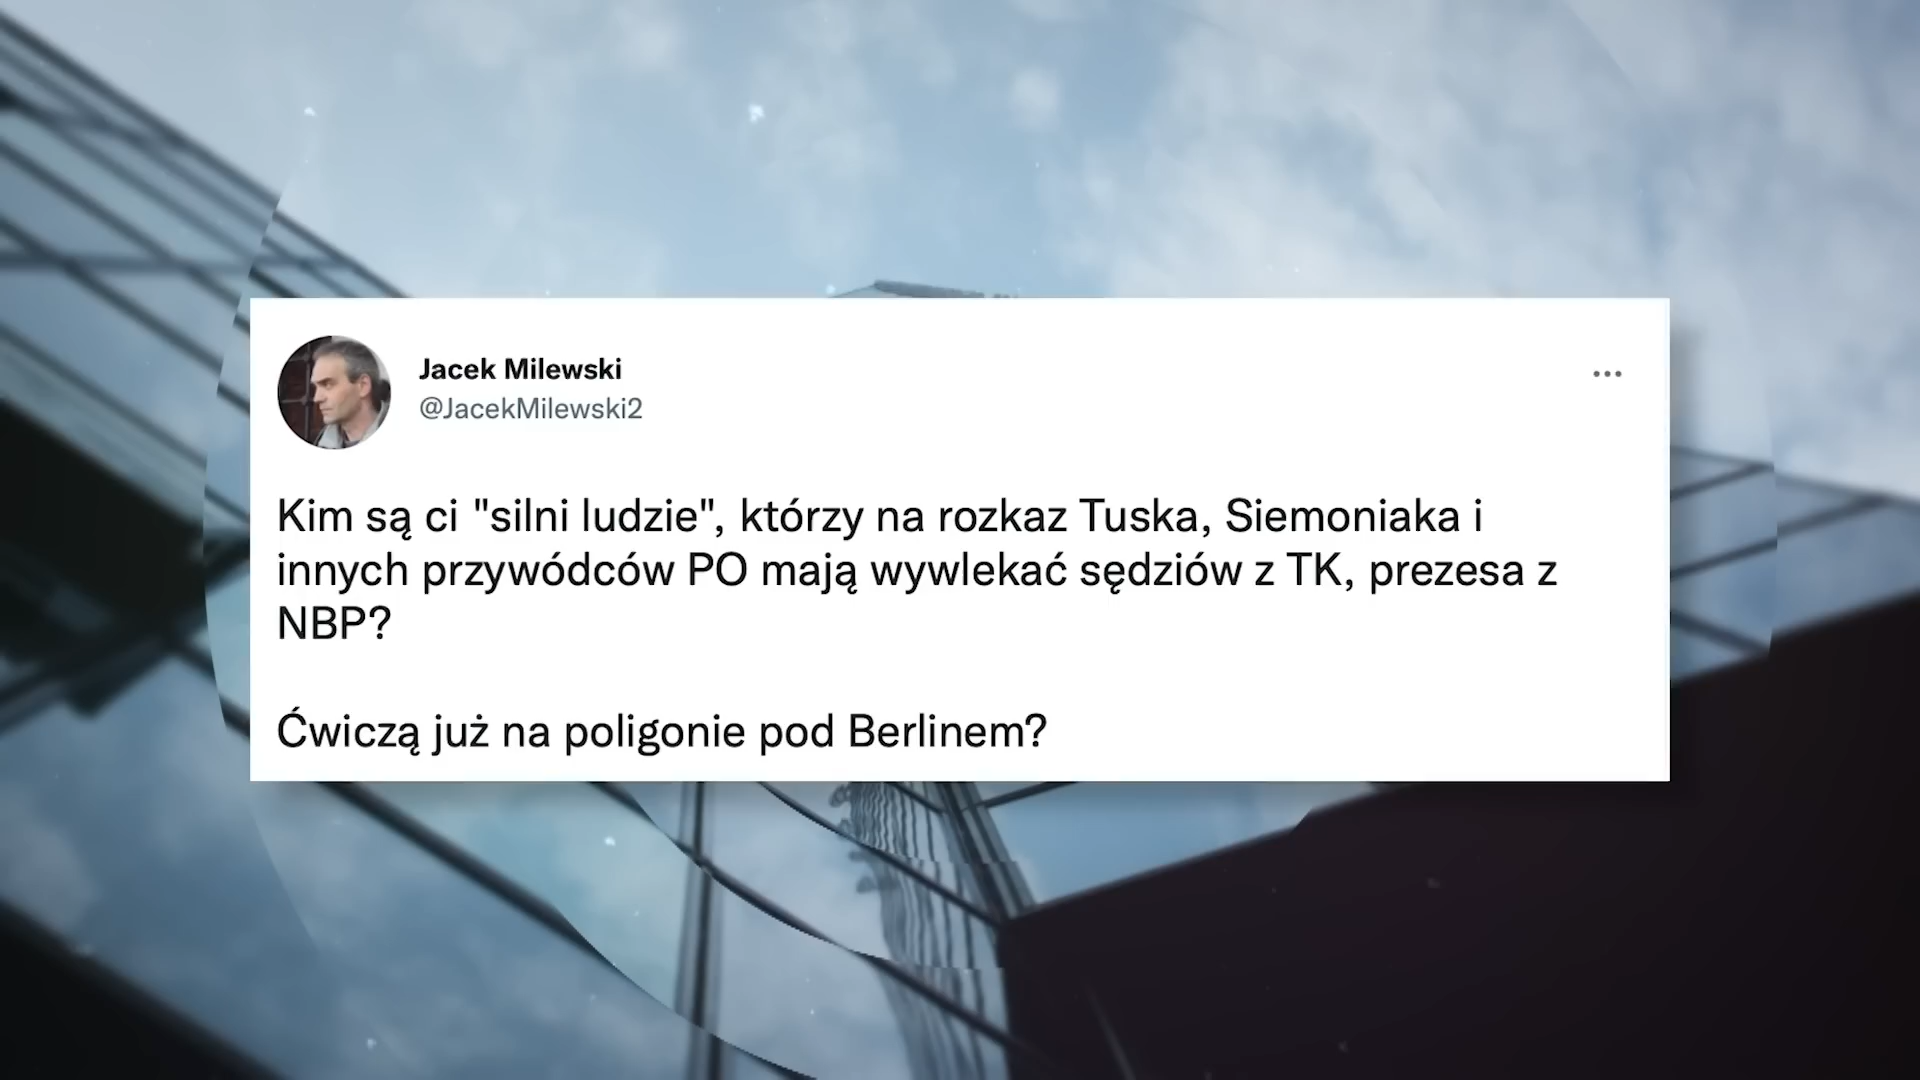 Jacek Milewski
@JacekMilewski2
Kim są ci "silni ludzie", którzy na rozkaz Tuska, Siemoniaka i
innych przywódców PO mają wywlekać sędziów z TK, prezesa z
NBP?
Ćwiczą już na poligonie pod Berlinem?